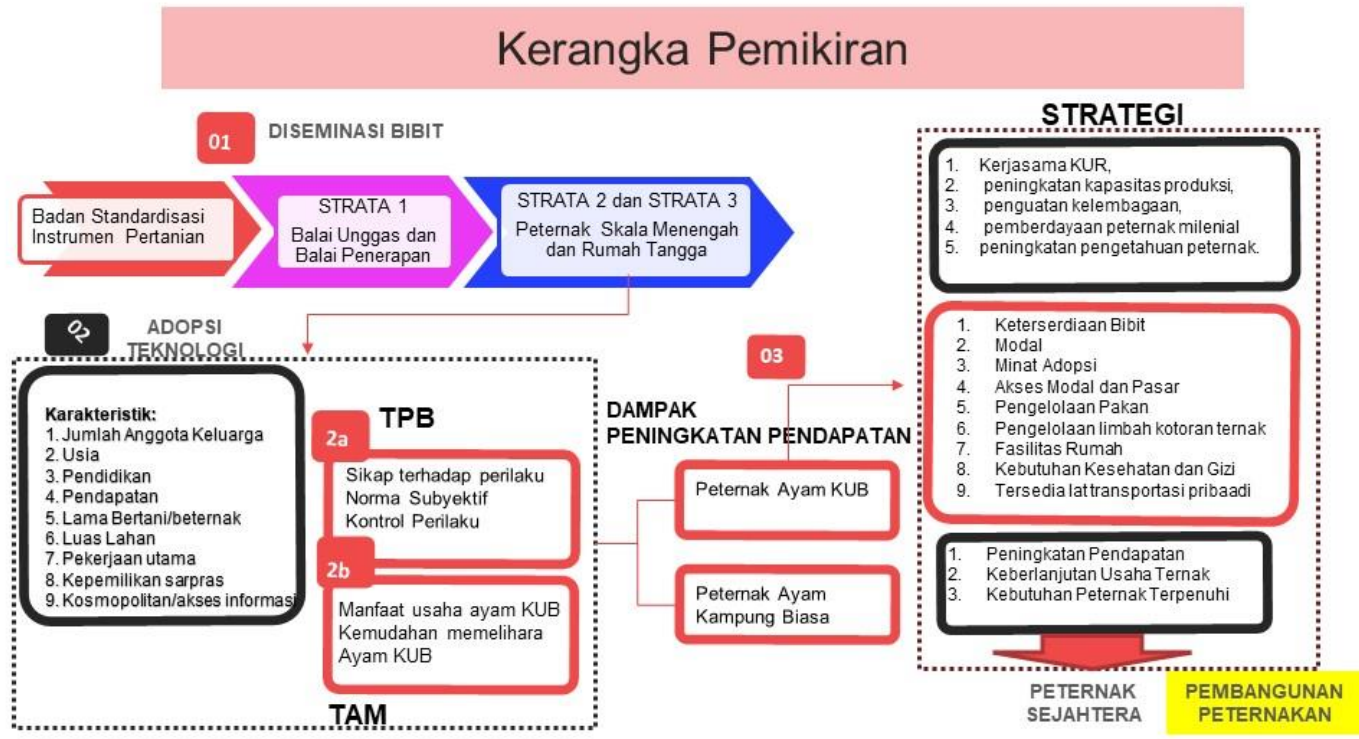 Kerangka Pemikiran
01
DISEMINASI BIBIT
Badan Standardisasi
Instrumen Pertanian
STRATA 1
Balai Unggas dan
Balai Penerapan
STRATA 2 dan STRATA 3
Peternak Skala Menengah
dan Rumah Tangga
02
ADOPSI
TEKNOLOGI
Karakteristik:
1. Jumlah Anggota Keluarga
2. Usia
3. Pendidikan
4. Pendapatan
5. Lama Bertani/beternak
6. Luas Lahan
7. Pekerjaan utama
8. Kepemilikan sarpras
9. Kosmopolitan/akses informasi
TPB
2a
Sikap terhadap perilaku
Norma Subyektif
Kontrol Perilaku
2b
Manfaat usaha ayam KUB
Kemudahan memelihara
Ayam KUB
TAM
03
DAMPAK
PENINGKATAN PENDAPATAN
Peternak Ayam KUB
Peternak Ayam
Kampung Biasa
STRATEGI
1. Kerjasama KUR,
2. peningkatan kapasitas produksi,
3. penguatan kelembagaan,
4. pemberdayaan peternak milenial
5. peningkatan pengetahuan peternak.
1. Keterserdiaan Bibit
2. Modal
3. Minat Adopsi
4. Akses Modal dan Pasar
5. Pengelolaan Pakan
6. Pengelolaan limbah kotoran ternak
7. Fasilitas Rumah
8. Kebutuhan Kesehatan dan Gizi
9. Tersedia lat transportasi pribaadi
1. Peningkatan Pendapatan
2. Keberlanjutan Usaha Ternak
3. Kebutuhan Peternak Terpenuhi
PETERNAK
SEJAHTERA
PEMBANGUNAN
PETERNAKAN